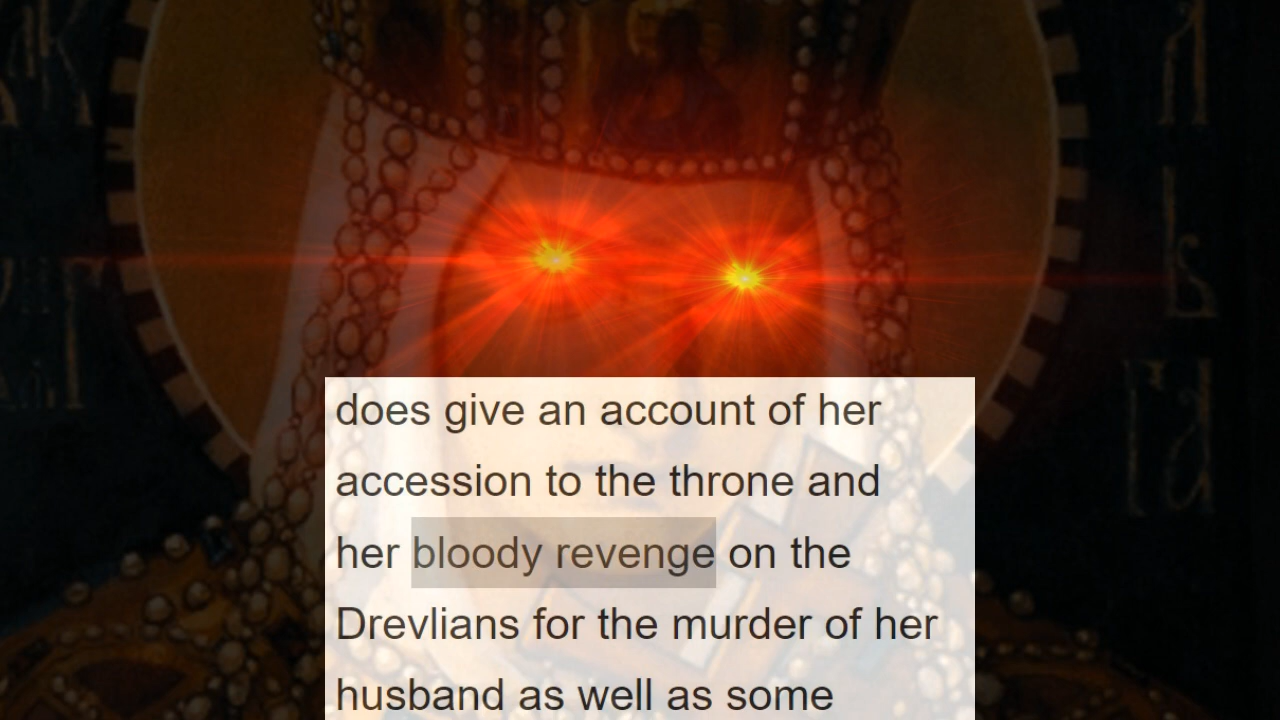 does give an account of her
accession to the throne and
her bloody revenge on the
Drevlians for the murder of her
husband as well as some